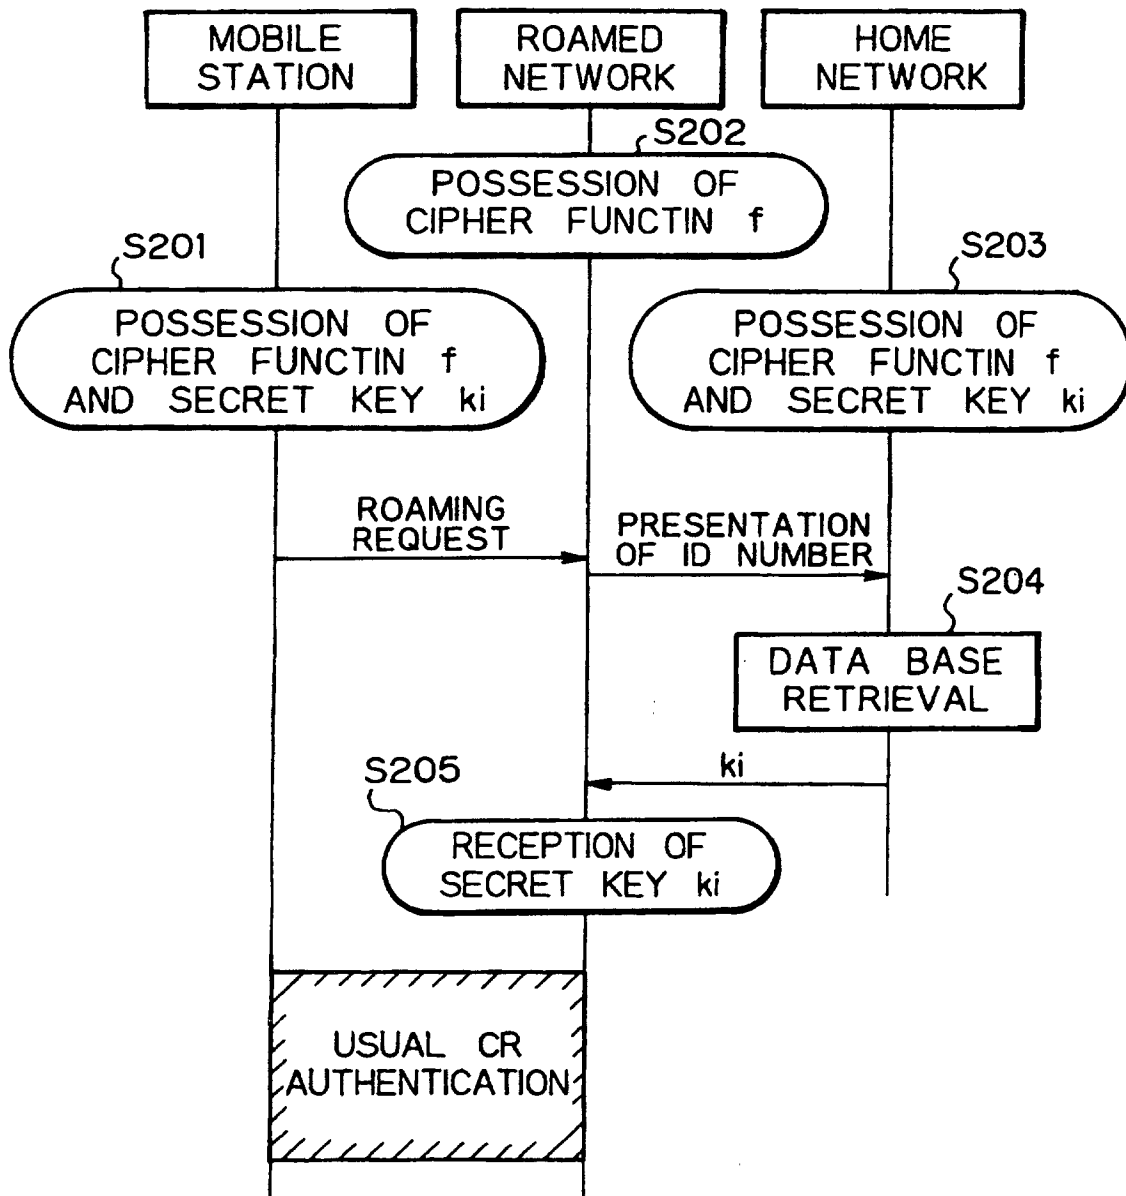 MOBILE
STATION
ROAMED
NETWORK
HOME
NETWORK
S202
POSSESSION OF
CIPHER FUNCTIN f
S201
POSSESSION OF
CIPHER FUNCTIN f
AND SECRET KEY ki
S203
POSSESSION OF
CIPHER FUNCTIN f
AND SECRET KEY ki
ROAMING
REQUEST
PRESENTATION
OF ID NUMBER
S204
DATA BASE
RETRIEVAL
ki
S205
RECEPTION OF
SECRET KEY ki
USUAL CR
AUTHENTICATION